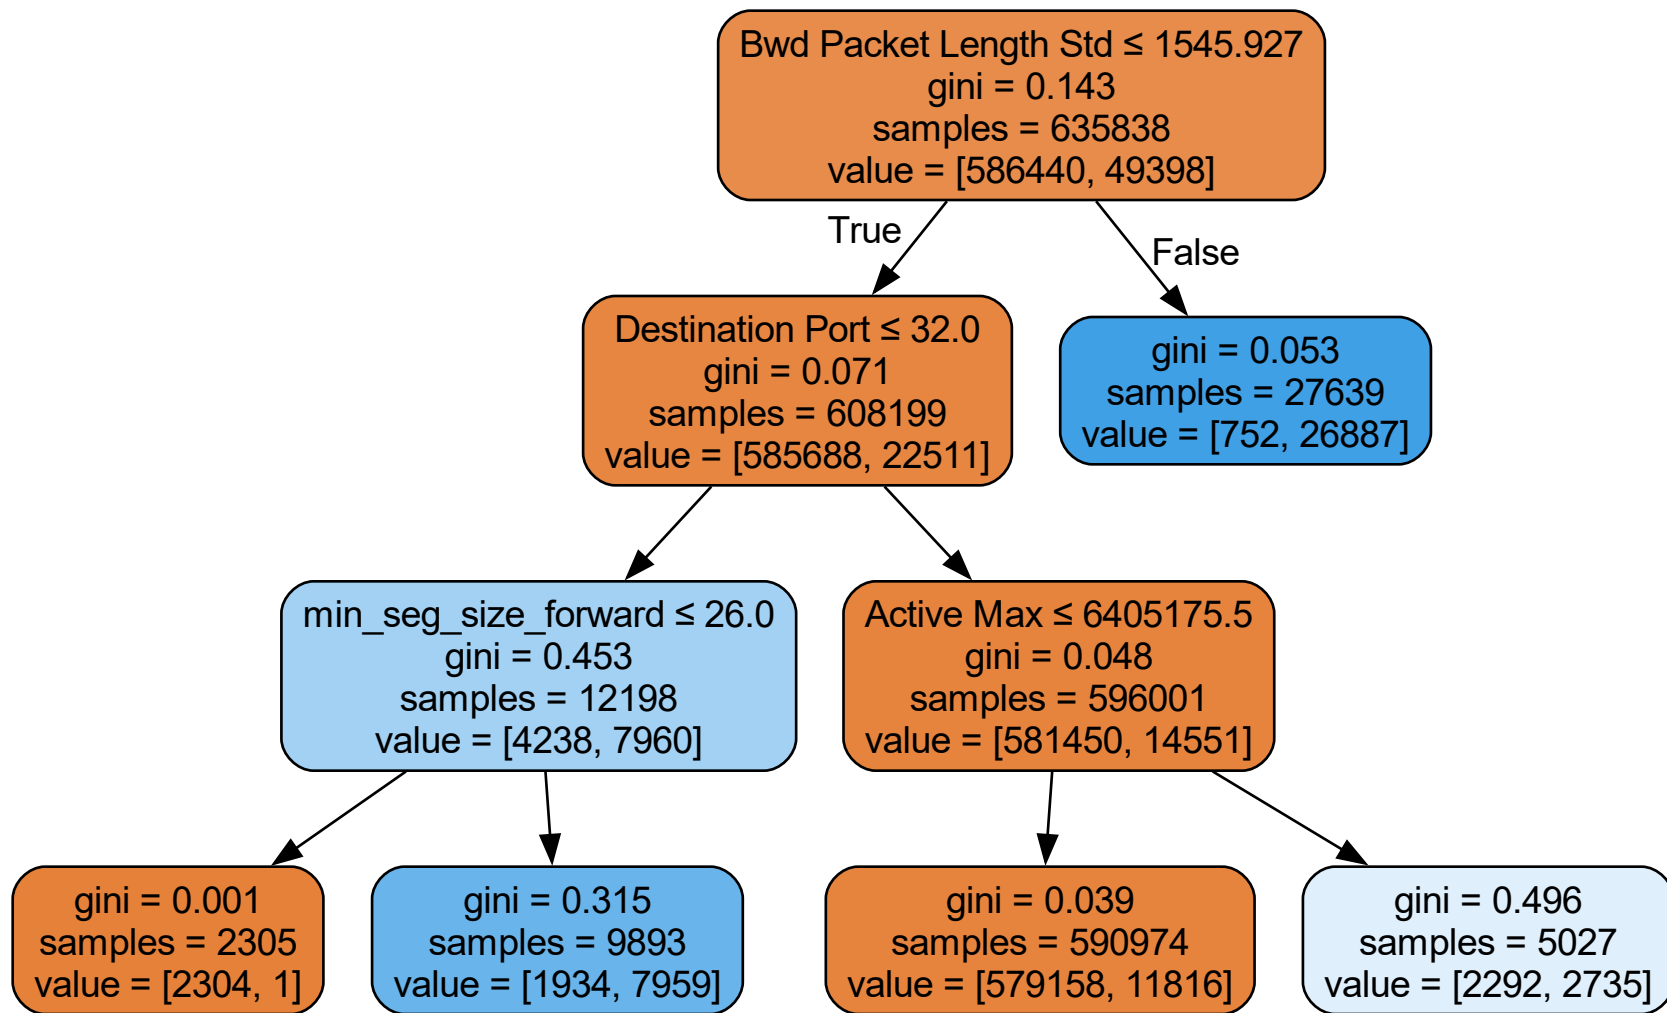 Bwd Packet Length Std ≤ 1545.927
gini = 0.143
samples = 635838
value = [586440, 49398]
True
False
Destination Port ≤ 32.0
gini = 0.071
samples = 608199
value = [585688, 22511]
gini = 0.053
samples = 27639
value = [752, 26887]
min_seg_size_forward ≤ 26.0
gini = 0.453
samples = 12198
value = [4238, 7960]
Active Max ≤ 6405175.5
gini = 0.048
samples = 596001
value = [581450, 14551]
gini = 0.001
samples = 2305
value = [2304, 1]
gini = 0.315
samples = 9893
value = [1934, 7959]
gini = 0.039
samples = 590974
value = [579158, 11816]
gini = 0.496
samples = 5027
value = [2292, 2735]